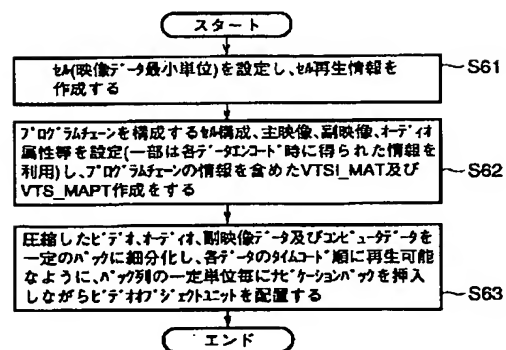 スタート
ｾﾙ(映像ﾃﾞｰﾀ最小単位)を設定し、ｾﾙ再生情報を
作成する
S61
ﾌﾟﾛｸﾞﾗﾑﾁｪｰﾝを構成するｾﾙ構成、主映像、副映像、ｵｰﾃﾞｨｵ
属性等を設定(一部は各ﾃﾞｰﾀｴﾝｺｰﾄﾞ時に得られた情報を
利用)し、ﾌﾟﾛｸﾞﾗﾑﾁｪｰﾝの情報を含めたVTSI_MAT及び
VTS_MAPT作成をする
S62
圧縮したﾋﾞﾃﾞｵ、ｵｰﾃﾞｨｵ、副映像ﾃﾞｰﾀ及びｺﾝﾋﾟｭｰﾀﾃﾞｰﾀを
一定のﾊﾟｯｸに細分化し、各ﾃﾞｰﾀのﾀｲﾑｺｰﾄﾞ順に再生可能
なように、ﾊﾟｯｸ列の一定単位毎にﾅﾋﾞｹﾞｰｼｮﾝﾊﾟｯｸを挿入
しながらﾋﾞﾃﾞｵｵﾌﾞｼﾞｪｸﾄﾕﾆｯﾄを配置する
S63
エンド